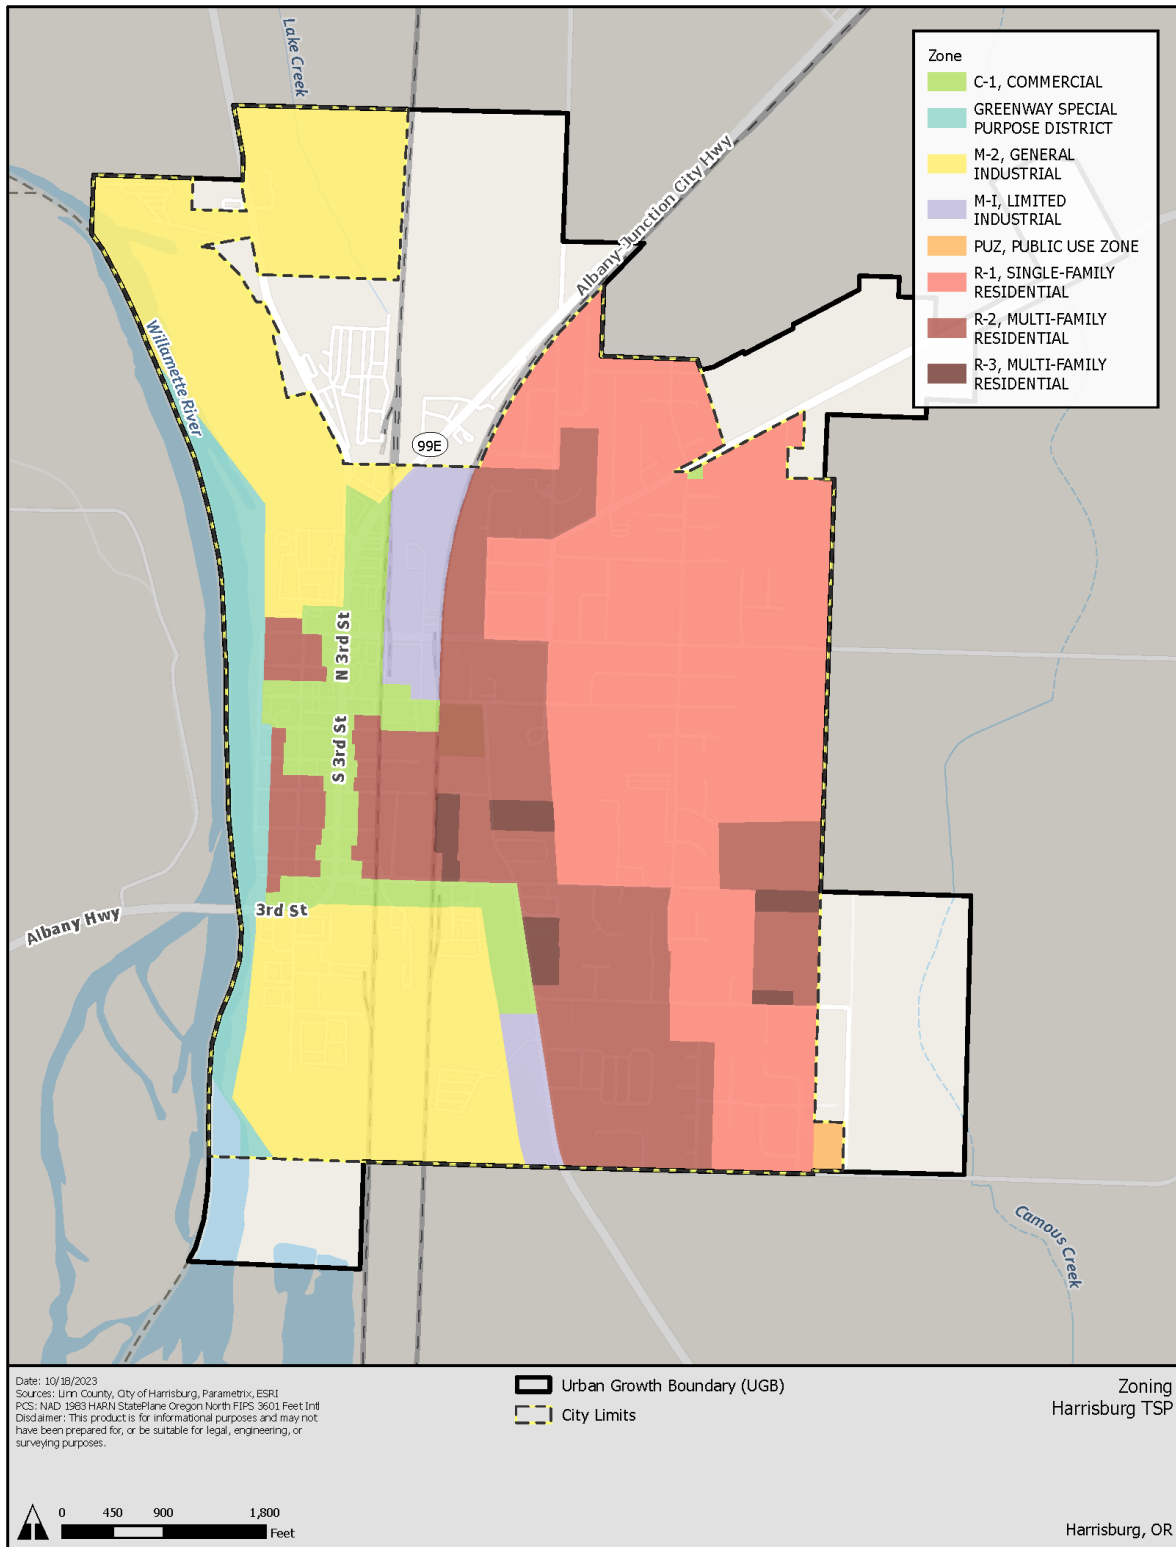 Lake Creek
Zone
C-1, COMMERCIAL
GREENWAY SPECIAL
PURPOSE DISTRICT
M-2, GENERAL
INDUSTRIAL
M-I, LIMITED
INDUSTRIAL
PUZ, PUBLIC USE ZONE
R-1, SINGLE-FAMILY
RESIDENTIAL
R-2, MULTI-FAMILY
RESIDENTIAL
R-3, MULTI-FAMILY
RESIDENTIAL
Albany-Junction City Hwy
Willamette River
99E
N 3rd St
S 3rd St
3rd St
Albany Hwy
Camous Creek
Date: 10/18/2023
Sources: Linn County, City of Harrisburg, Parametrix, ESRI
PCS: NAD 1983 HARN StatePlane Oregon North FIPS 3601 Feet Intl
Disclaimer: This product is for informational purposes and may not
have been prepared for, or be suitable for legal, engineering, or
surveying purposes.
Urban Growth Boundary (UGB)
City Limits
Zoning
Harrisburg TSP
0 450 900 1,800
Feet
Harrisburg, OR